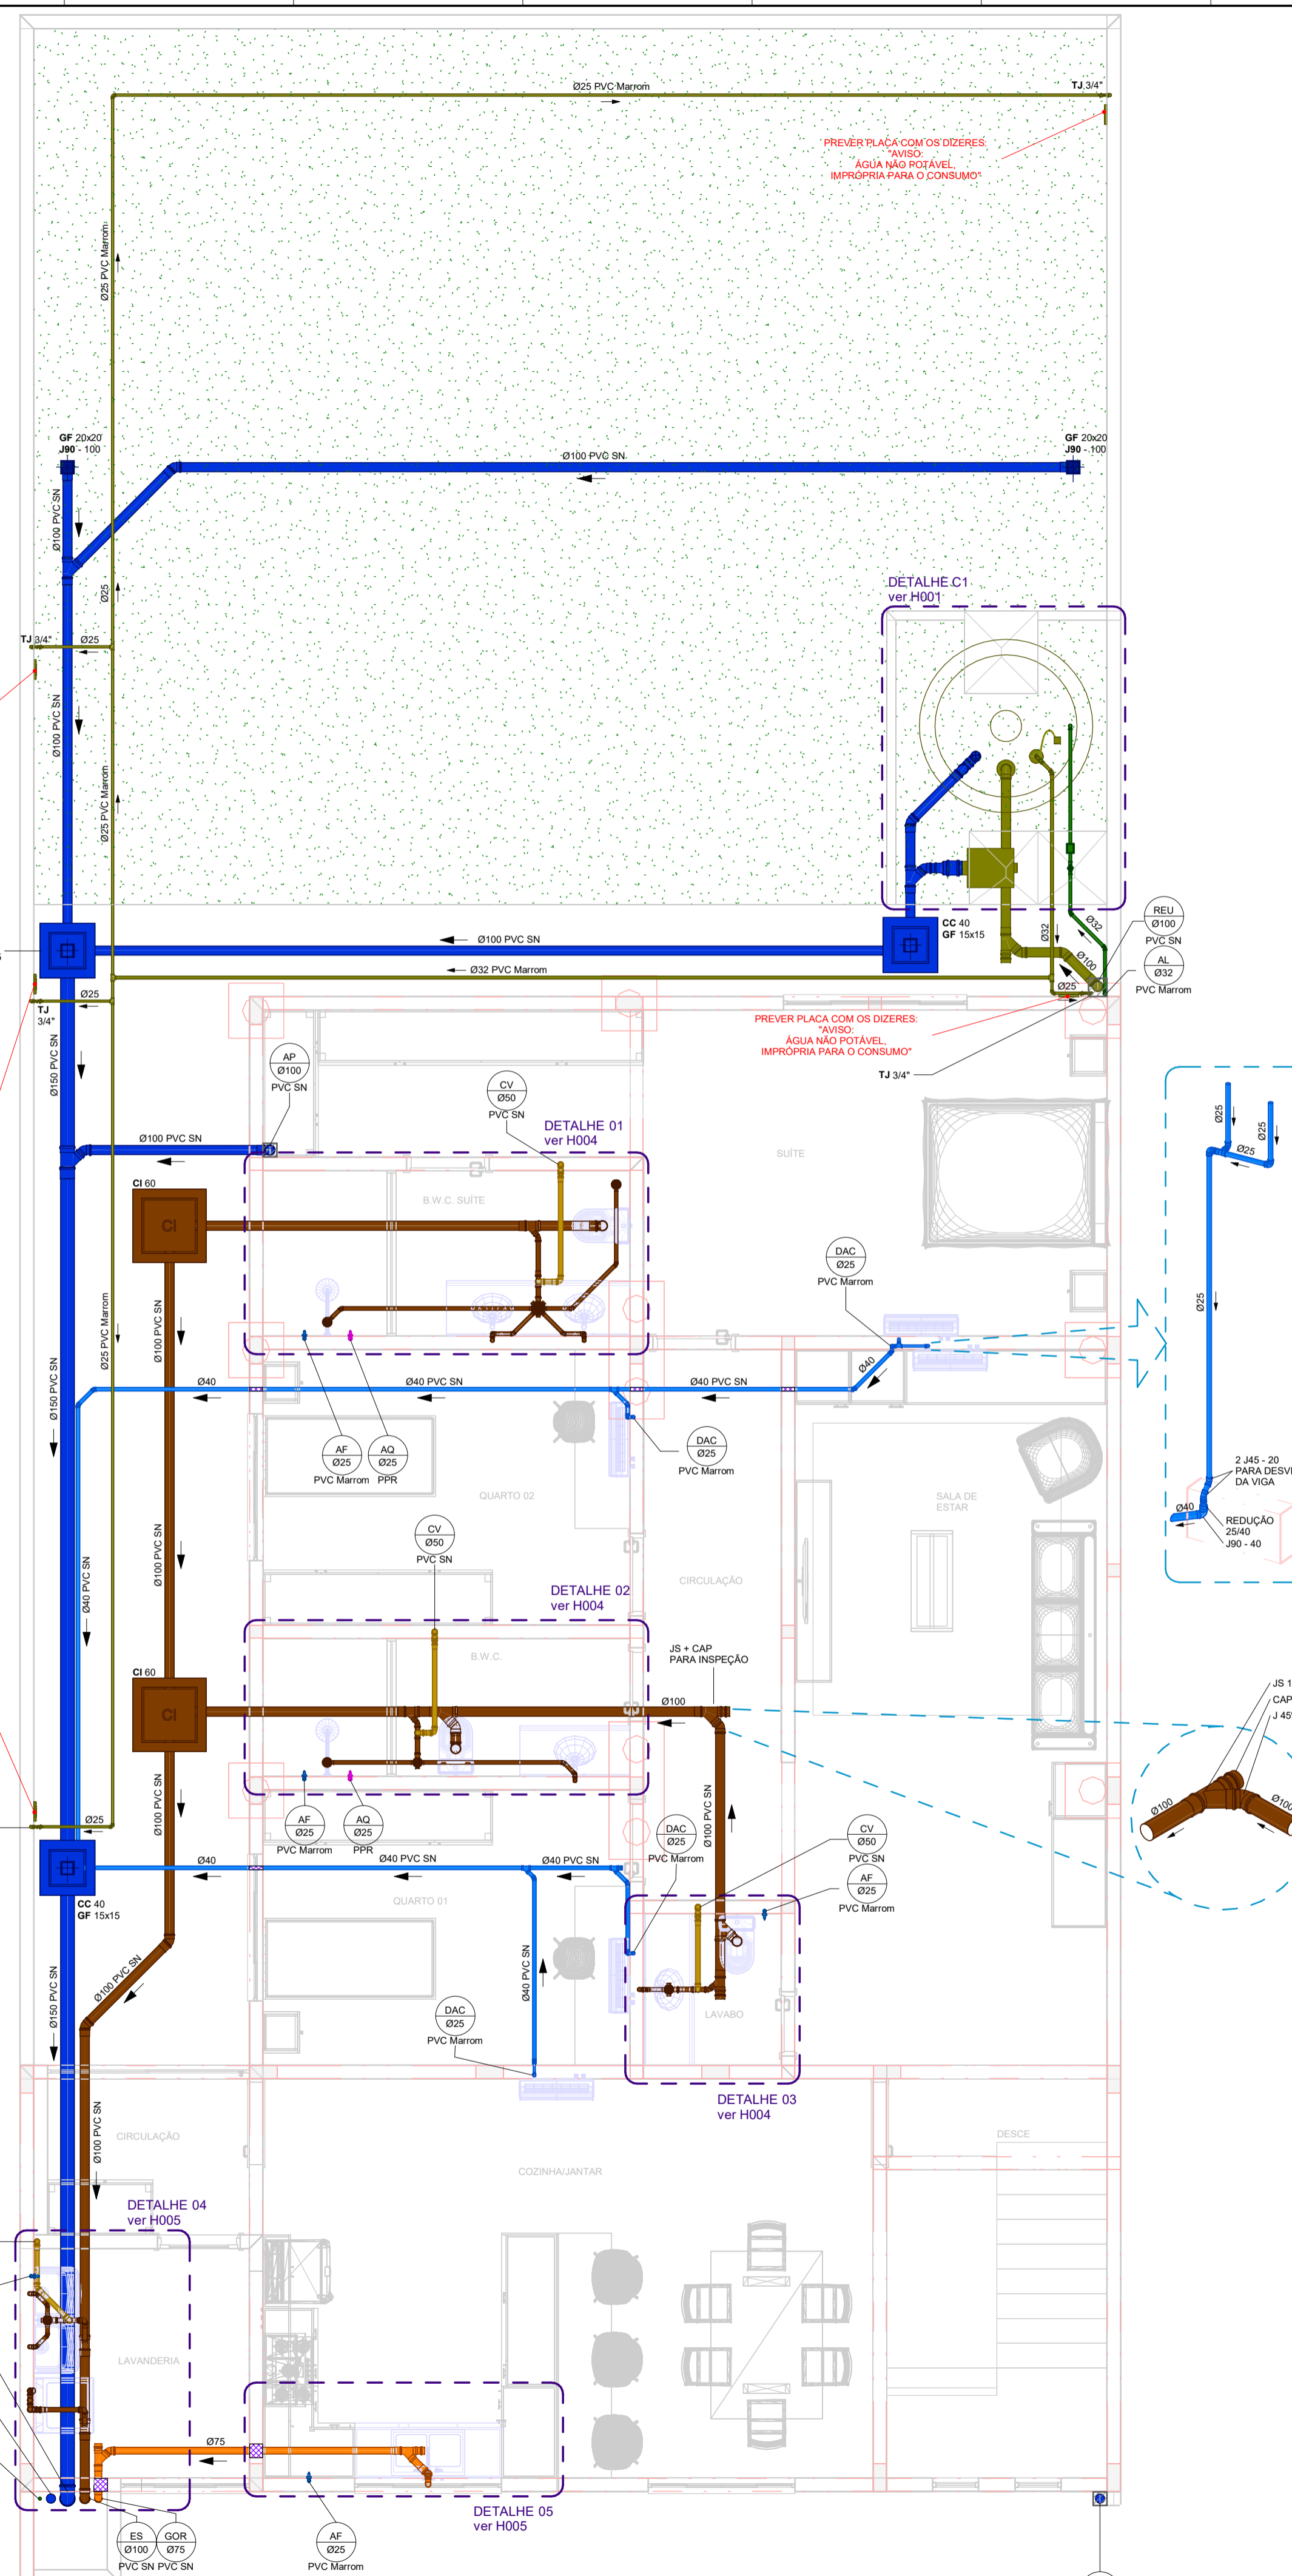 Ø25 PVC Marrom
TJ 3/4"
PREVER PLACA COM OS DIZERES:
"AVISO:
ÁGUA NÃO POTÁVEL,
IMPRÓPRIA PARA O CONSUMO"
Ø25 PVC Marrom
GF 20x20
J90 - 100
Ø100 PVC SN
GF 20x20
J90 - 100
Ø100 PVC SN
DETALHE C1
ver H001
Ø25
TJ 3/4"
Ø25
Ø100 PVC SN
Ø25 PVC Marrom
CC 40
GF 15x15
Ø100 PVC SN
Ø32 PVC Marrom
Ø32
Ø32
Ø100
Ø25
REU
Ø100
PVC SN
AL
Ø32
PVC Marrom
Ø25
TJ
3/4"
PREVER PLACA COM OS DIZERES:
"AVISO:
ÁGUA NÃO POTÁVEL,
IMPRÓPRIA PARA O CONSUMO"
TJ 3/4"
Ø150 PVC SN
AP
Ø100
PVC SN
CV
Ø50
PVC SN
DETALHE 01
ver H004
Ø100 PVC SN
SUÍTE
CI 60
CI
B.W.C. SUÍTE
Ø25
Ø25
Ø25
Ø25
DAC
Ø25
PVC Marrom
Ø100 PVC SN
Ø25 PVC Marrom
Ø150 PVC SN
Ø40
Ø40 PVC SN
Ø40 PVC SN
Ø40
AF
Ø25
PVC Marrom
AQ
Ø25
PPR
DAC
Ø25
PVC Marrom
QUARTO 02
SALA DE
ESTAR
2 J45 - 20
DA VIGA
Ø40
REDUÇÃO
25/40
J90 - 40
CV
Ø50
PVC SN
Ø100 PVC SN
Ø40 PVC SN
CIRCULAÇÃO
DETALHE 02
ver H004
JS + CAP
PARA INSPEÇÃO
B.W.C.
CI 60
CI
Ø100
CAP
Ø100
Ø100
Ø25
Ø100 PVC SN
AF
Ø25
PVC Marrom
AQ
Ø25
PPR
Ø100 PVC SN
DAC
Ø25
PVC Marrom
CV
Ø50
PVC SN
AF
Ø25
PVC Marrom
Ø40
Ø40 PVC SN
Ø40 PVC SN
CC 40
GF 15x15
QUARTO 01
Ø100 PVC SN
Ø150 PVC SN
Ø40 PVC SN
LAVABO
DAC
Ø25
PVC Marrom
DETALHE 03
ver H004
Ø100 PVC SN
CIRCULAÇÃO
COZINHA/JANTAR
DESCE
DETALHE 04
ver H005
LAVANDERIA
Ø75
DETALHE 05
ver H005
ES
Ø100
PVC SN
GOR
Ø75
PVC SN
AF
Ø25
PVC Marrom